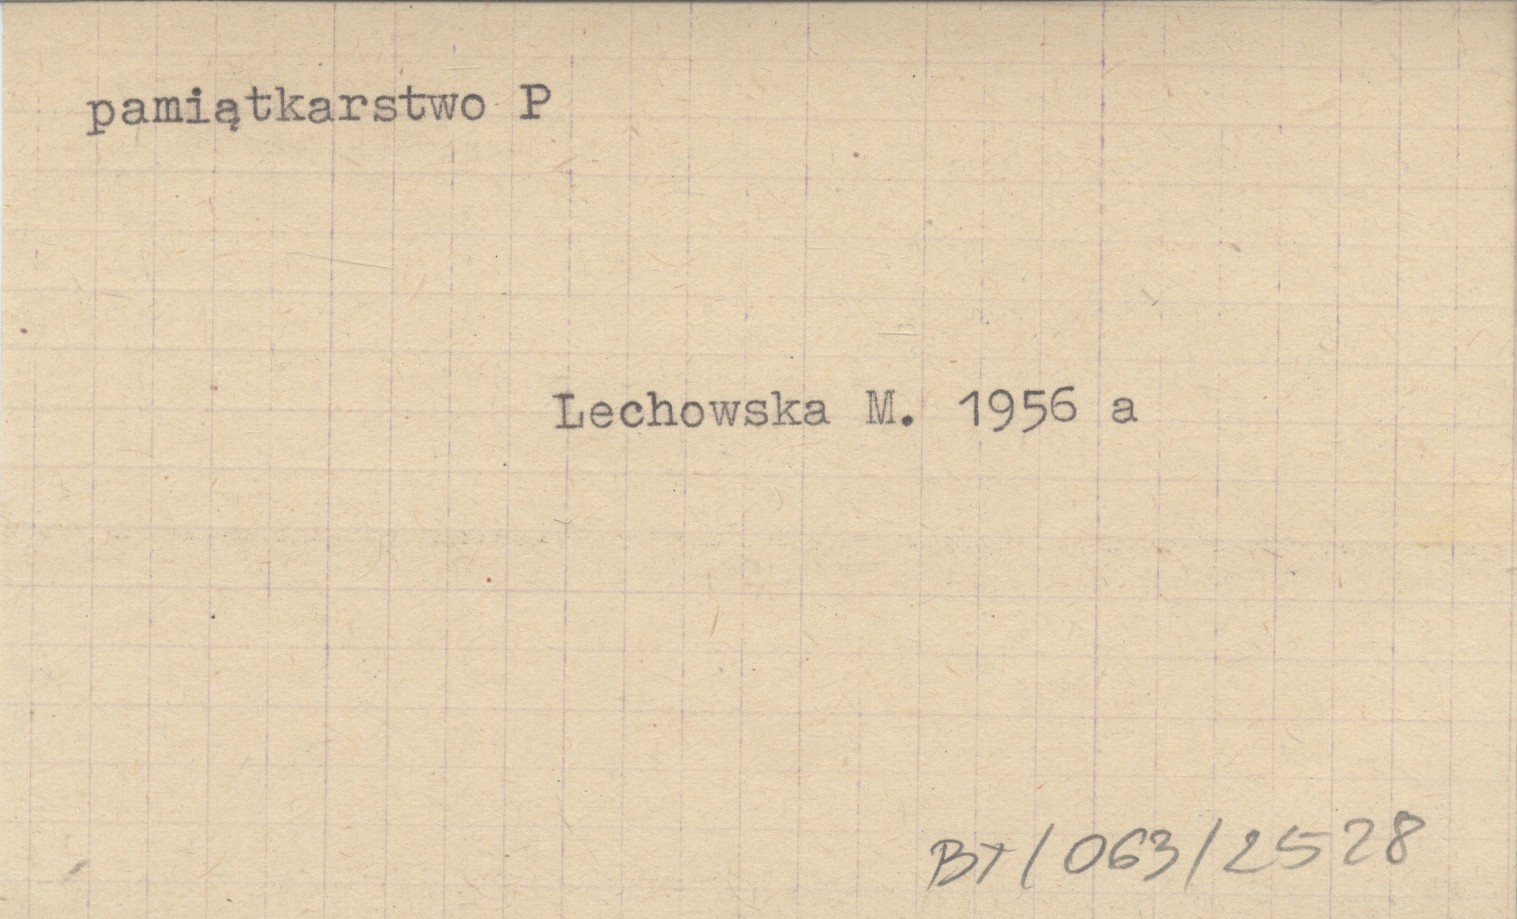 pamiątkarstwo P
Lechowska M. 1956 a
BT/063/2528